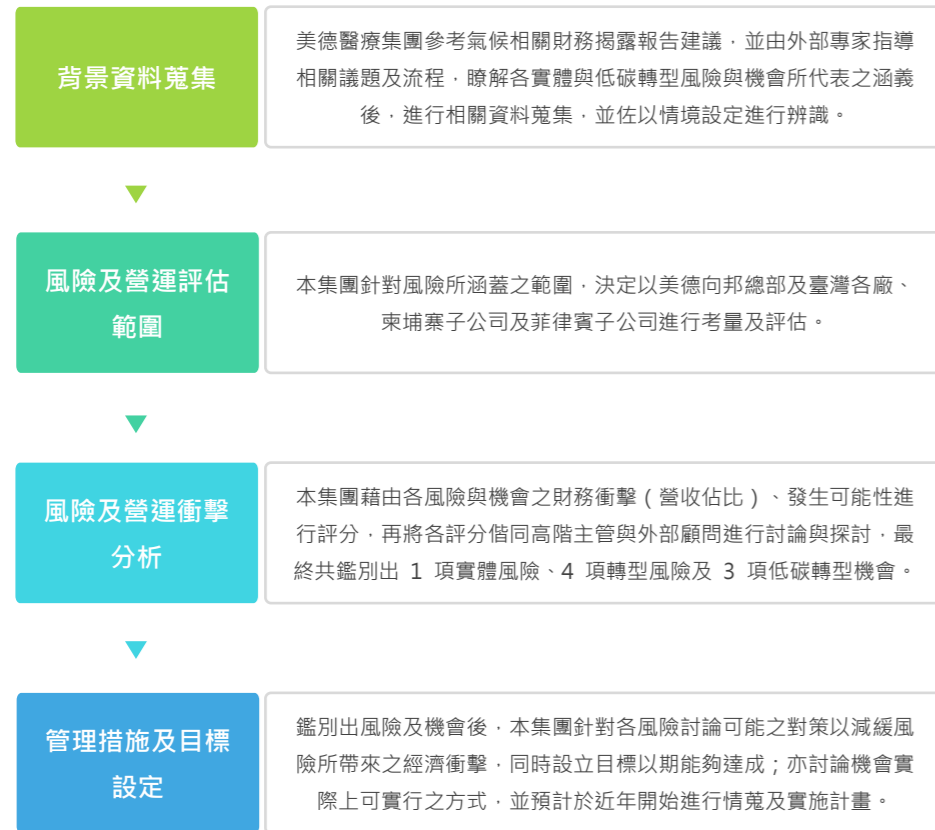 背景資料蒐集
美德醫療集團參考氣候相關財務揭露報告建議，並由外部專家指導
相關議題及流程，瞭解各實體與低碳轉型風險與機會所代表之涵義
後，進行相關資料蒐集，並佐以情境設定進行辨識。
風險及營運評估
範圍
本集團針對風險所涵蓋之範圍，決定以美德向邦總部及臺灣各廠、
柬埔寨子公司及菲律賓子公司進行考量及評估。
風險及營運衝擊
分析
本集團藉由各風險與機會之財務衝擊（營收佔比）、發生可能性進
行評分，再將各評分偕同高階主管與外部顧問進行討論與探討，最
終共鑑別出 1 項實體風險、4 項轉型風險及 3 項低碳轉型機會。
管理措施及目標
設定
鑑別出風險及機會後，本集團針對各風險討論可能之對策以減緩風
險所帶來之經濟衝擊，同時設立目標以期能夠達成；亦討論機會實
際上可實行之方式，並預計於近年開始進行情蒐及實施計畫。